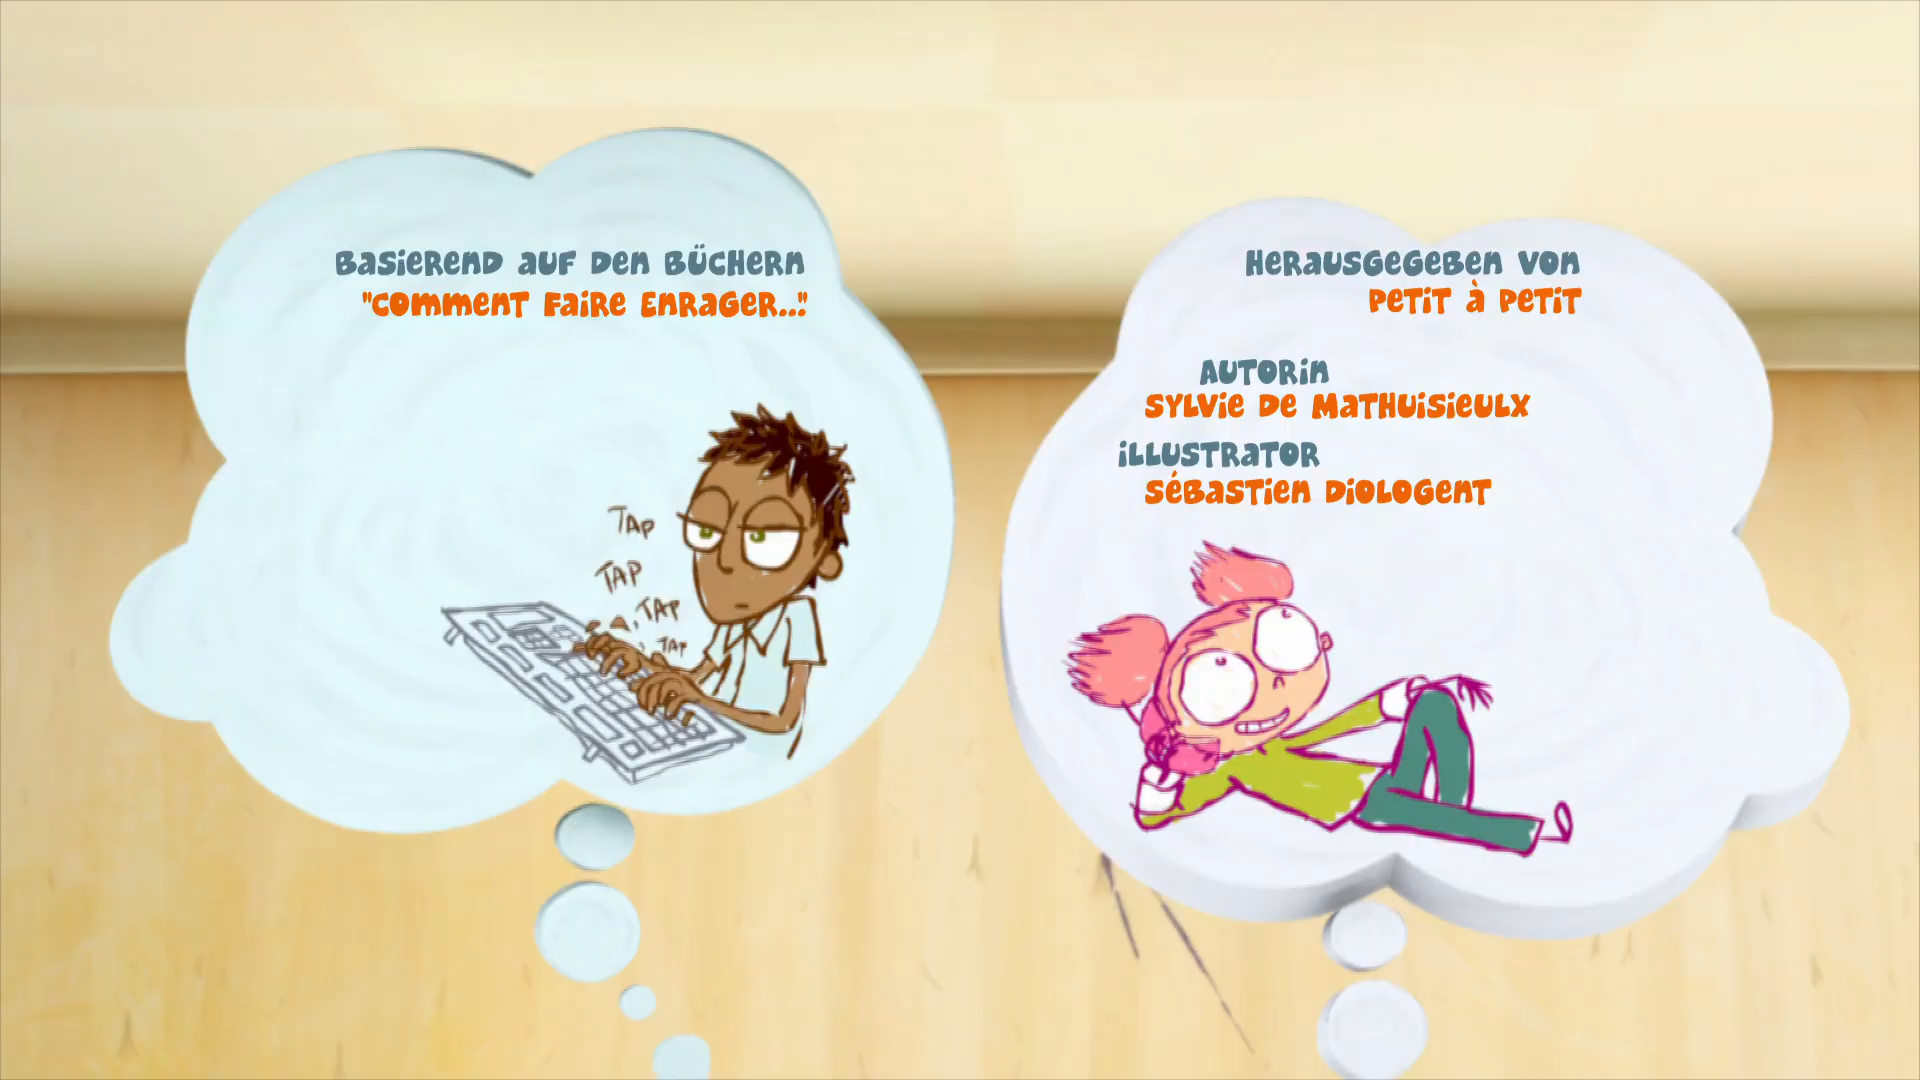 Basierend auf den Büchern
"Comment faire enrager..."
TAP
TAP
TAP
TAP
Herausgegeben von
Petit à Petit
Autorin
Sylvie de Mathuisieulx
Illustrator
Sébastien Diologent